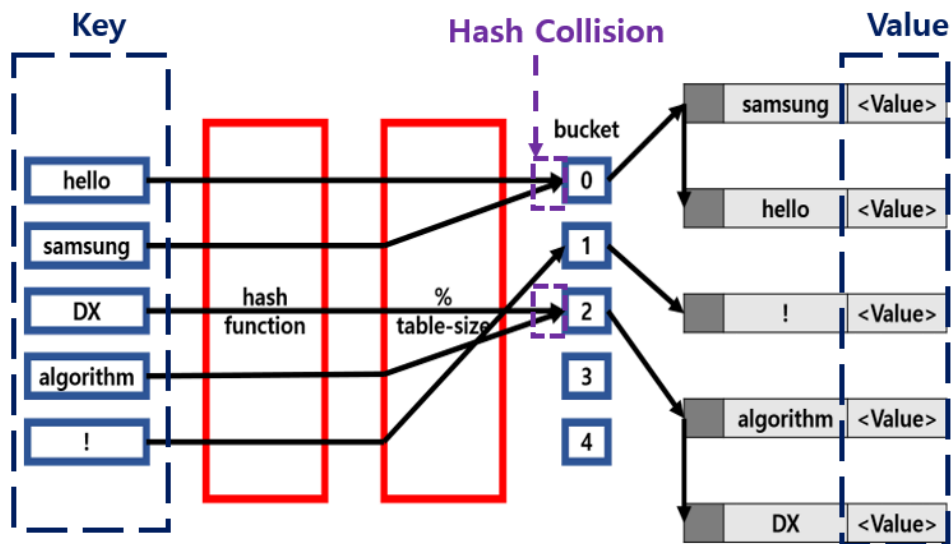 Key
Hash Collision
Value
bucket
samsung
<Value>
hello
0
hello
<Value>
samsung
1
DX
hash
function
%
table-size
2
!
<Value>
algorithm
3
algorithm
<Value>
!
4
DX
<Value>